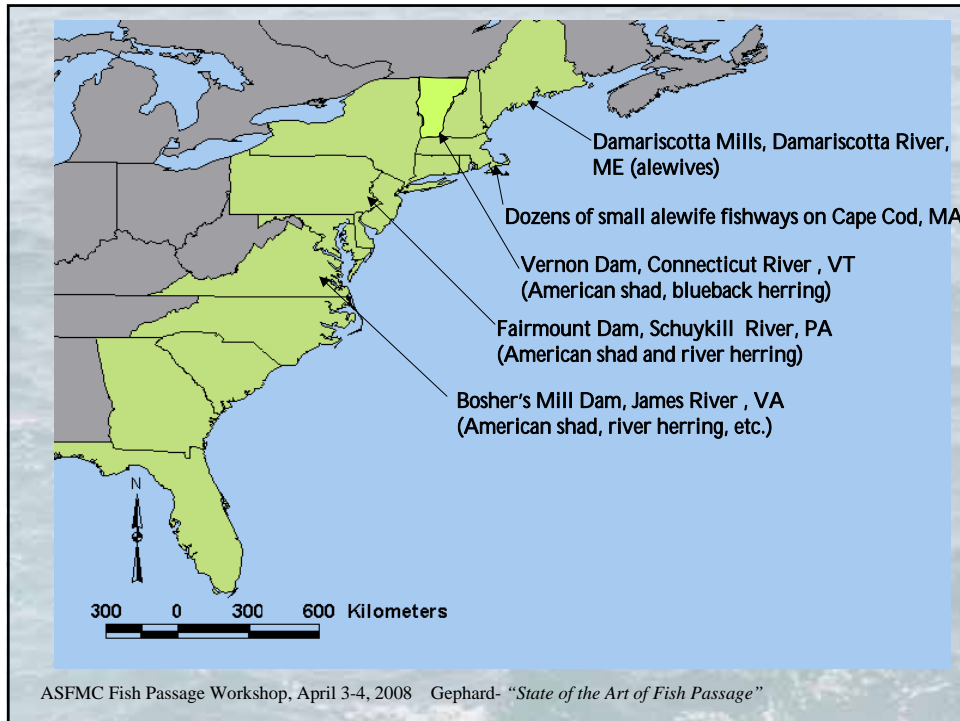 Damariscotta Mills, Damariscotta River,
ME (alewives)
Dozens of small alewife fishways on Cape Cod, MA
Vernon Dam, Connecticut River , VT
(American shad, blueback herring)
Fairmount Dam, Schuykill River, PA
(American shad and river herring)
Bosher's Mill Dam, James River , VA
(American shad, river herring, etc.)
N
300 0 300 600 Kilometers
ASFMC Fish Passage Workshop, April 3-4, 2008 Gephard- “State of the Art of Fish Passage”